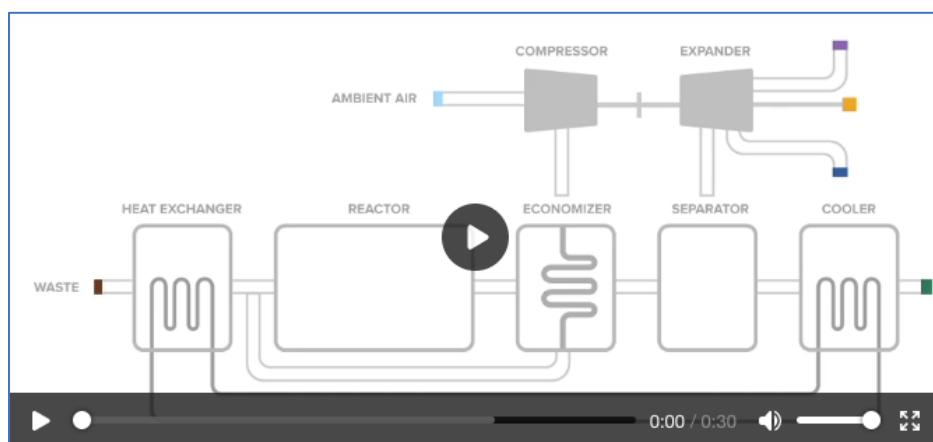 COMPRESSOR
EXPANDER
AMBIENT AIR
HEAT EXCHANGER
REACTOR
ECONOMIZER
SEPARATOR
COOLER
WASTE
0:00 / 0:30